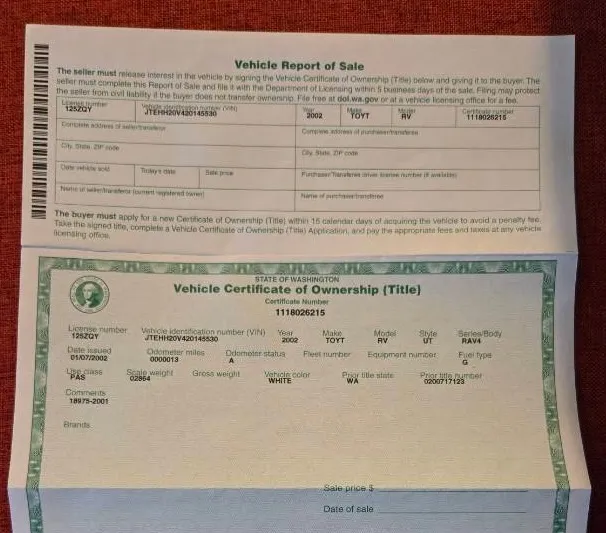 Vehicle Report of Sale
The seller must release interest in the vehicle by signing the Vehicle Certificate of Ownership (Title) below and giving it to the buyer. The
seller must complete this Report of Sale and file it with the Department of Licensing within 5 business days of the sale. Filing may protect
the seller from civil liability if the buyer does not transfer ownership. File free at dol.wa.gov or at a vehicle licensing office for a fee.
License number Vehicle identification number (VIN) Year Make Model Certificate number
125ZQY JTEHH20V420145530 2002 TOYT RV 1118026215
Complete address of seller/transferor Complete address of purchaser/transferee
City, State, ZIP code City, State, ZIP code
Date vehicle sold Today's date Sale price Purchaser/Transferee driver license number (if available)
Name of seller/transferor (current registered owner) Name of purchaser/transferee
The buyer must apply for a new Certificate of Ownership (Title) within 15 calendar days of acquiring the vehicle to avoid a penalty fee.
Take the signed title, complete a Vehicle Certificate of Ownership (Title) Application, and pay the appropriate fees and taxes at any vehicle
licensing office.
STATE OF WASHINGTON
Vehicle Certificate of Ownership (Title)
Certificate Number
1118026215
License number Vehicle identification number (VIN) Year Make Model Style Series/Body
125ZQY JTEHH20V420145530 2002 TOYT RV UT RAV4
Date issued Odometer miles Odometer status Fleet number Equipment number Fuel type
01/07/2002 0000013 A G
Use class Scale weight Gross weight Vehicle color Prior title state Prior title number
PAS 02864 WHITE WA 0200717123
Comments
18975-2001
Brands
Sale price $
Date of sale